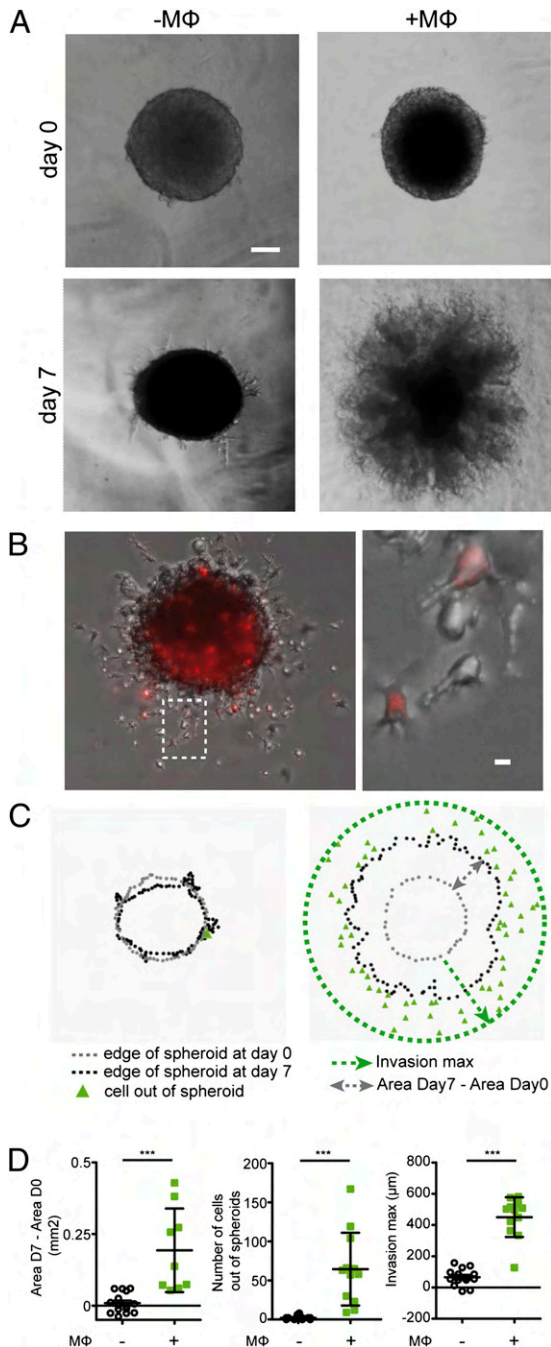 A
-MΦ
+MΦ
day 0
day 7
B
C
edge of spheroid at day 0
edge of spheroid at day 7
cell out of spheroid
Invasion max
Area Day7 - Area Day0
D
Area D7 - Area D0
(mm2)
0.5
0.25
0
***
MΦ - +
Number of cells
out of spheroids
200
150
100
50
0
***
MΦ - +
Invasion max (µm)
800
600
400
200
0
-200
***
MΦ - +